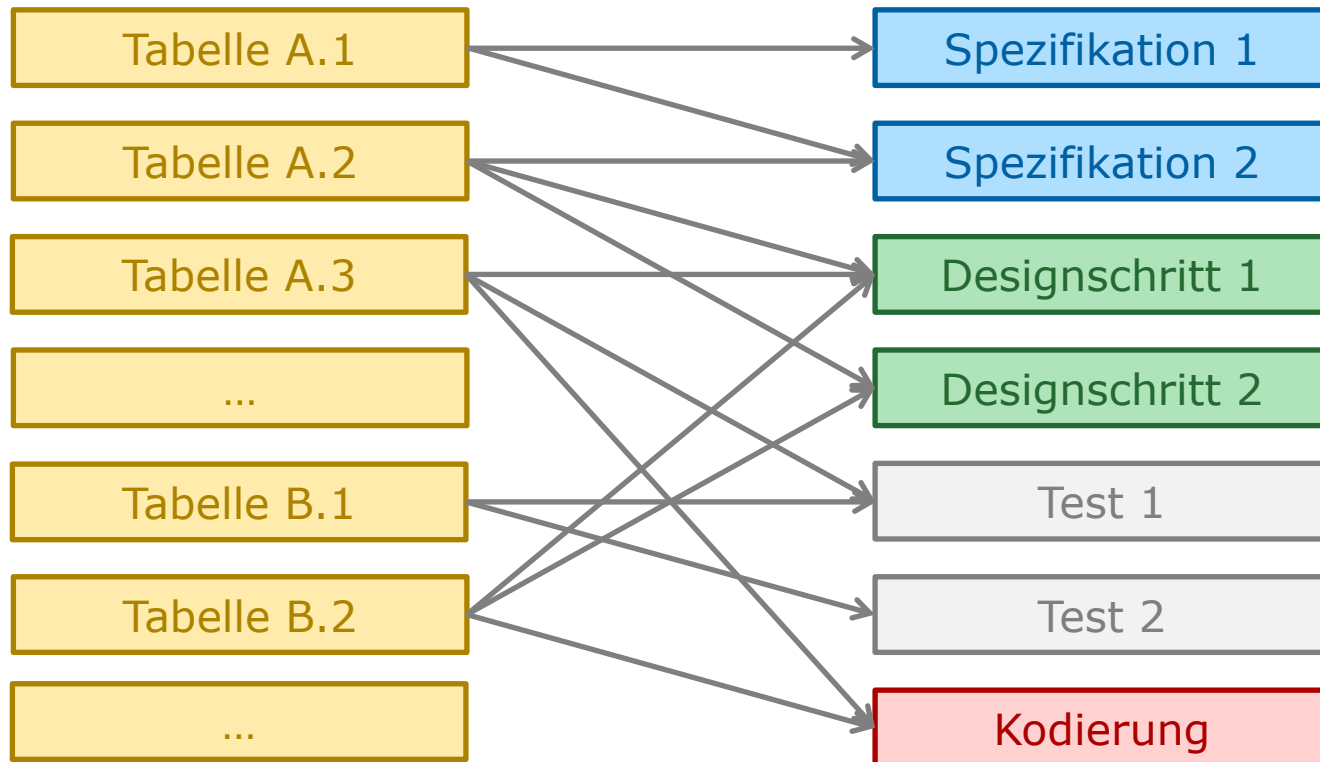 Tabelle A.1
Spezifikation 1
Tabelle A.2
Spezifikation 2
Tabelle A.3
Designschritt 1
…
Designschritt 2
Tabelle B.1
Test 1
Tabelle B.2
Test 2
…
Kodierung